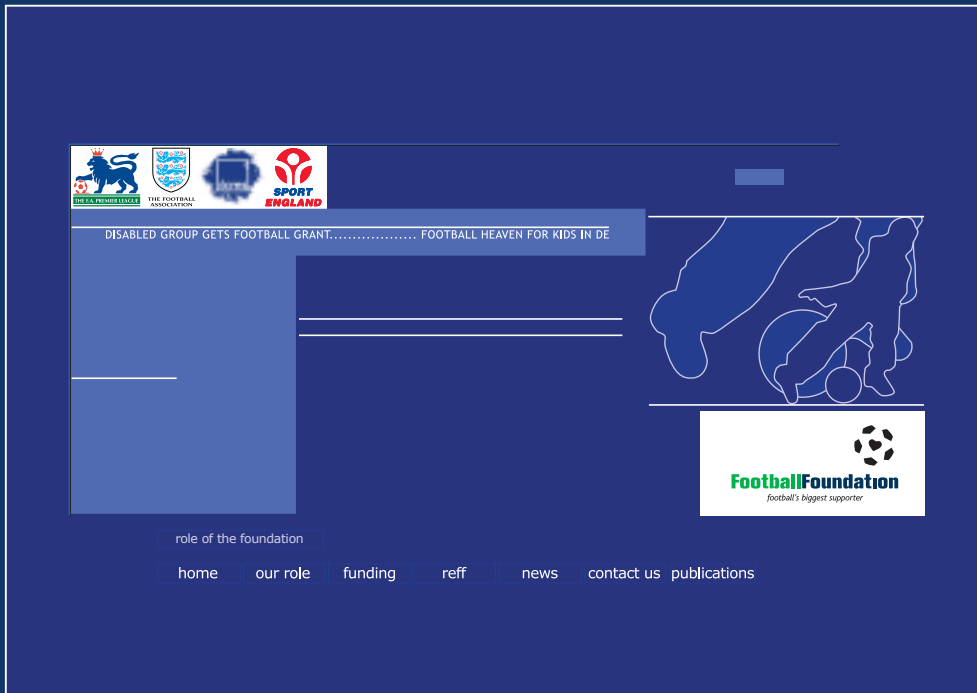 THE F.A. PREMIER LEAGUE
THE FOOTBALL
ASSOCIATION
SPORT
ENGLAND
DISABLED GROUP GETS FOOTBALL GRANT.................. FOOTBALL HEAVEN FOR KIDS IN DE
FootballFoundation
football's biggest supporter
role of the foundation
home our role funding reff news contact us publications